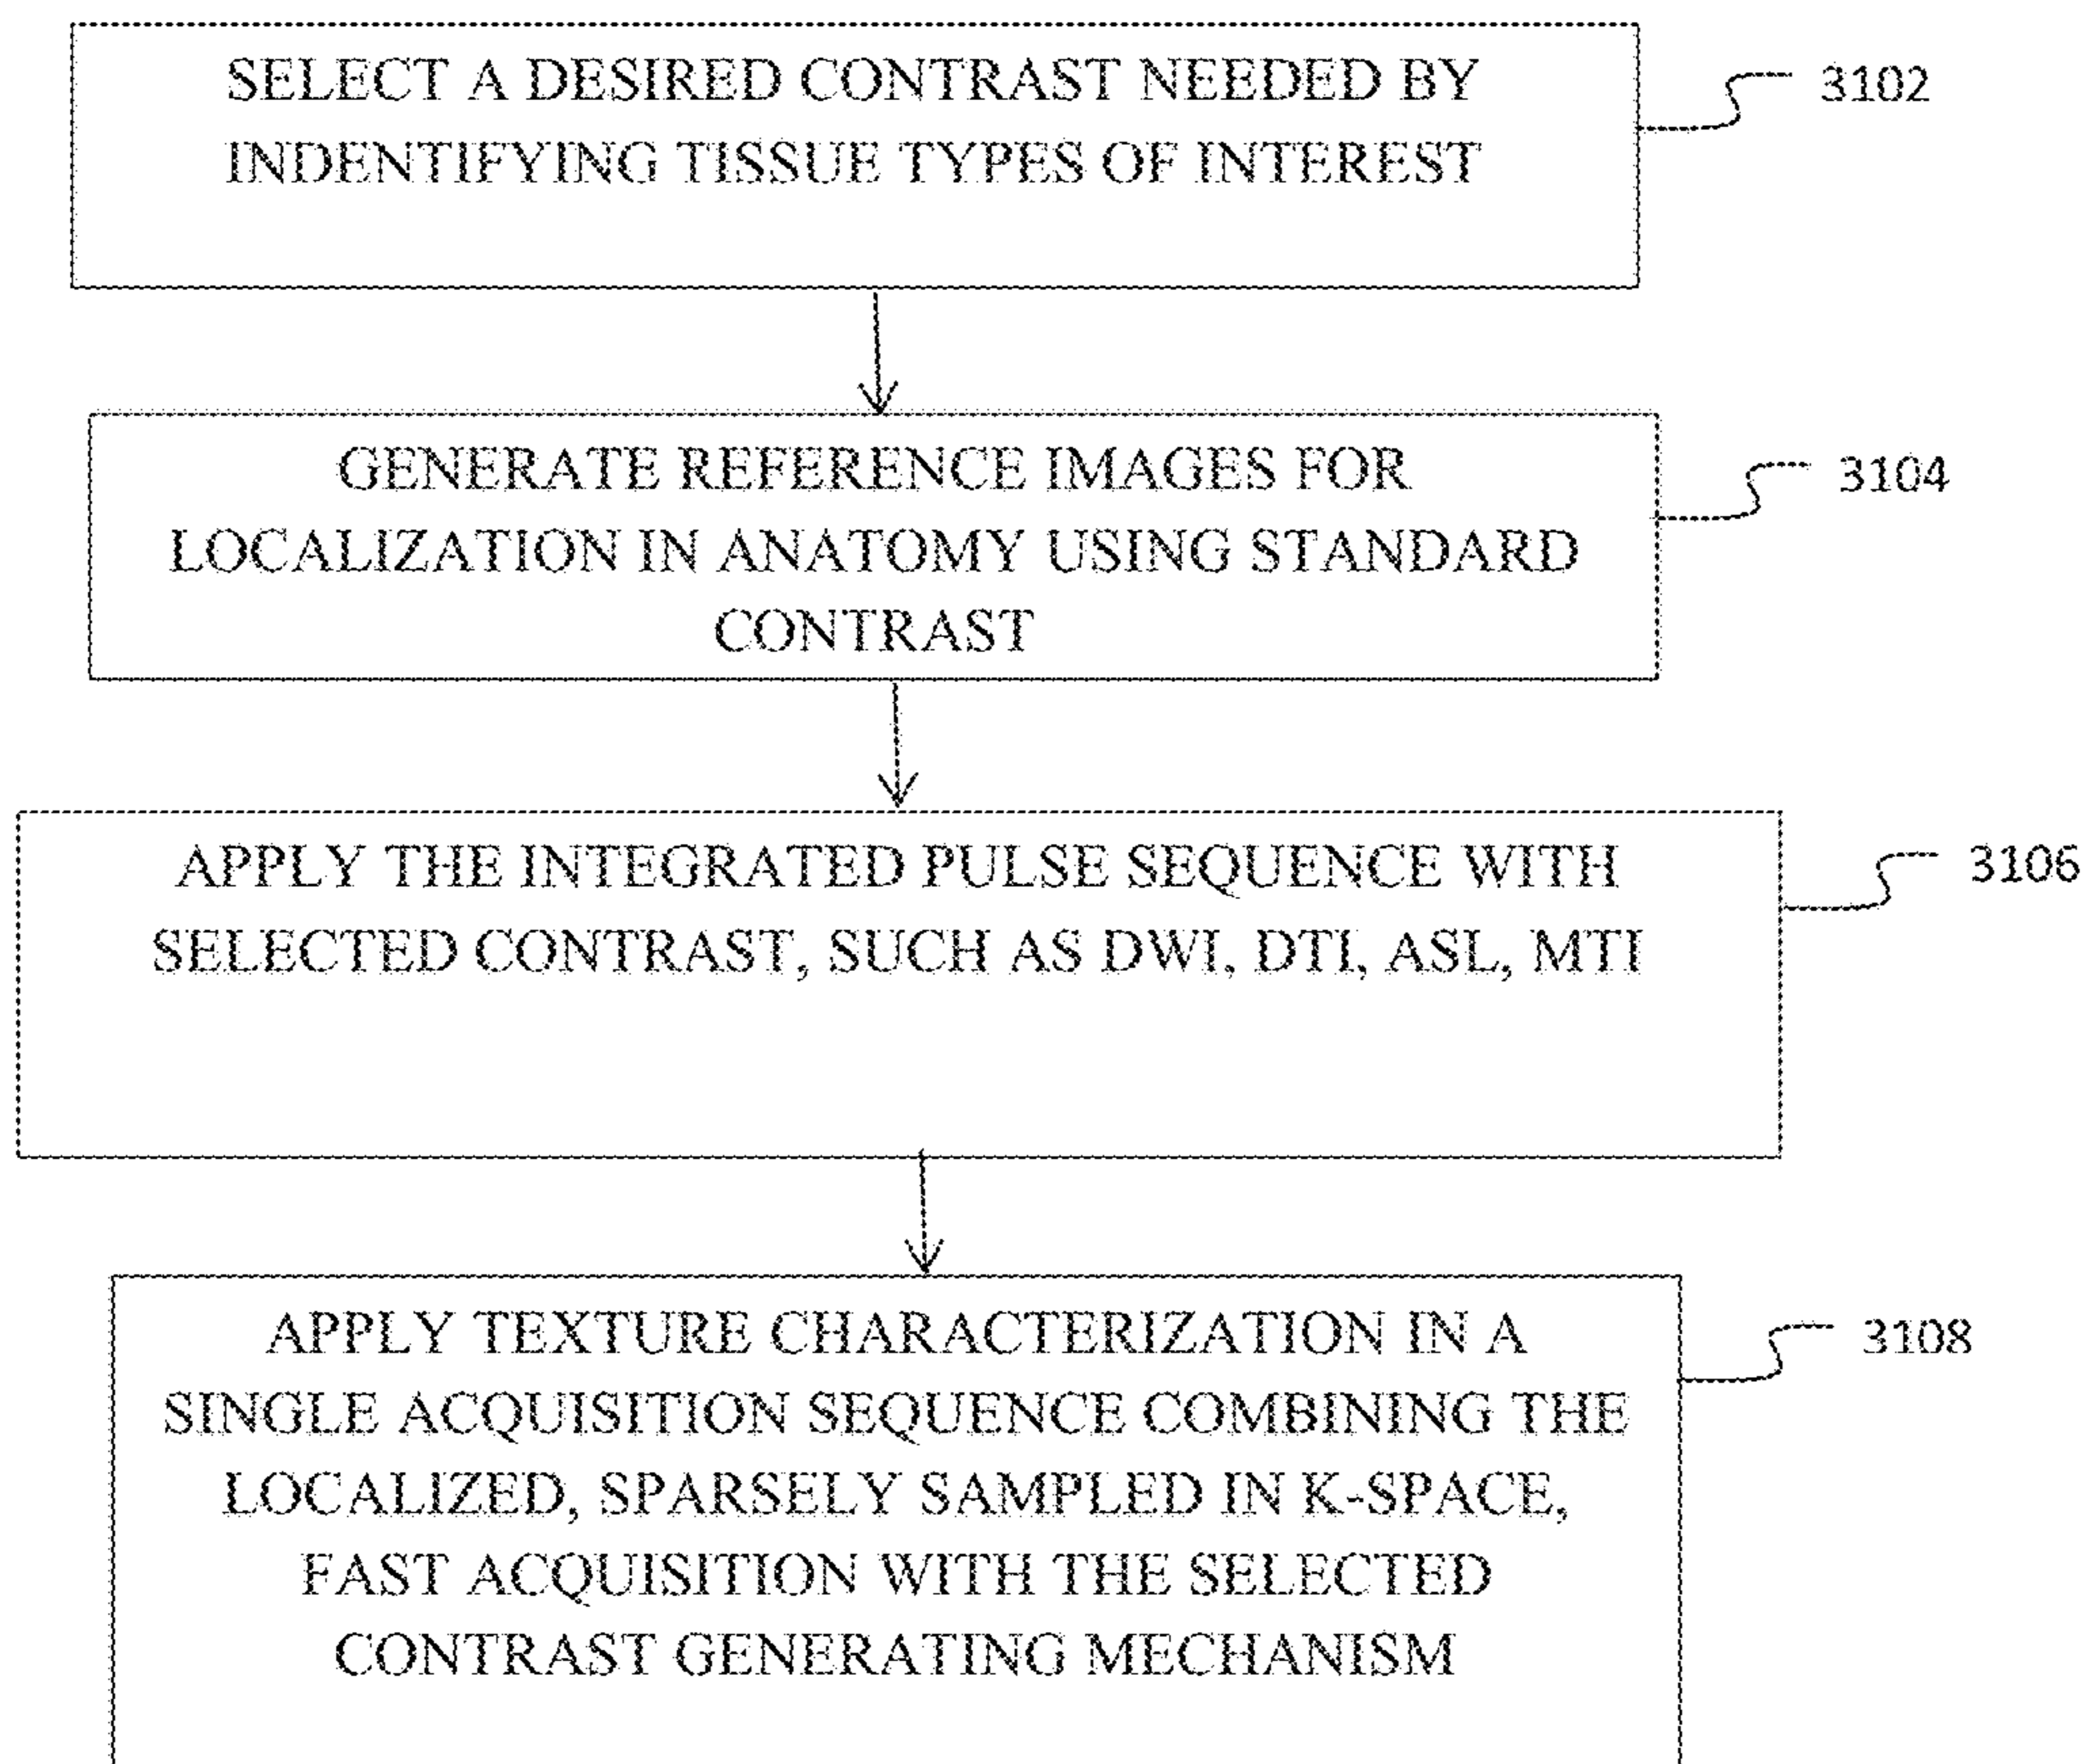 SELECT A DESIRED CONTRAST NEEDED BY
INDENTIFYING TISSUE TYPES OF INTEREST
3102
GENERATE REFERENCE IMAGES FOR
LOCALIZATION IN ANATOMY USING STANDARD
CONTRAST
3104
APPLY THE INTEGRATED PULSE SEQUENCE WITH
SELECTED CONTRAST, SUCH AS DWI, DTI, ASL, MTI
3106
APPLY TEXTURE CHARACTERIZATION IN A
SINGLE ACQUISITION SEQUENCE COMBINING THE
LOCALIZED, SPARSELY SAMPLED IN K-SPACE,
FAST ACQUISITION WITH THE SELECTED
CONTRAST GENERATING MECHANISM
3108